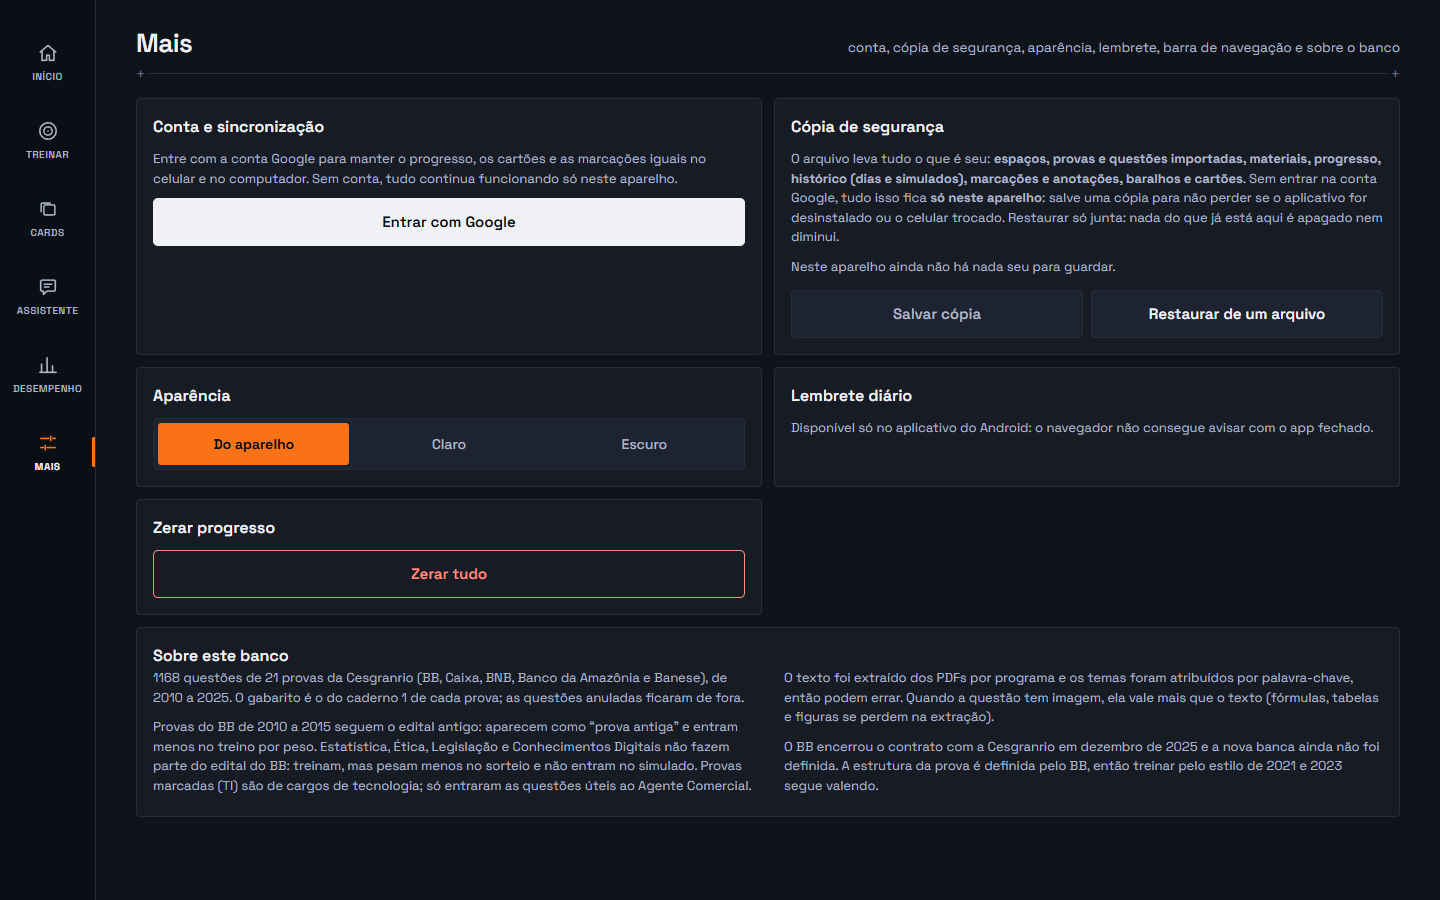 INÍCIO
TREINAR
CARDS
ASSISTENTE
DESEMPENHO
MAIS
Mais
conta, cópia de segurança, aparência, lembrete, barra de navegação e sobre o banco
Conta e sincronização
Entre com a conta Google para manter o progresso, os cartões e as marcações iguais no
celular e no computador. Sem conta, tudo continua funcionando só neste aparelho.
Entrar com Google
Cópia de segurança
O arquivo leva tudo o que é seu: espaços, provas e questões importadas, materiais, progresso,
histórico (dias e simulados), marcações e anotações, baralhos e cartões. Sem entrar na conta
Google, tudo isso fica só neste aparelho: salve uma cópia para não perder se o aplicativo for
desinstalado ou o celular trocado. Restaurar só junta: nada do que já está aqui é apagado nem
diminui.
Neste aparelho ainda não há nada seu para guardar.
Salvar cópia
Restaurar de um arquivo
Aparência
Do aparelho
Claro
Escuro
Lembrete diário
Disponível só no aplicativo do Android: o navegador não consegue avisar com o app fechado.
Zerar progresso
Zerar tudo
Sobre este banco
1168 questões de 21 provas da Cesgranrio (BB, Caixa, BNB, Banco da Amazônia e Banese), de
2010 a 2025. O gabarito é o do caderno 1 de cada prova; as questões anuladas ficaram de fora.
Provas do BB de 2010 a 2015 seguem o edital antigo: aparecem como “prova antiga” e entram
menos no treino por peso. Estatística, Ética, Legislação e Conhecimentos Digitais não fazem
parte do edital do BB: treinam, mas pesam menos no sorteio e não entram no simulado. Provas
marcadas (TI) são de cargos de tecnologia; só entraram as questões úteis ao Agente Comercial.
O texto foi extraído dos PDFs por programa e os temas foram atribuídos por palavra-chave,
então podem errar. Quando a questão tem imagem, ela vale mais que o texto (fórmulas, tabelas
e figuras se perdem na extração).
O BB encerrou o contrato com a Cesgranrio em dezembro de 2025 e a nova banca ainda não foi
definida. A estrutura da prova é definida pelo BB, então treinar pelo estilo de 2021 e 2023
segue valendo.